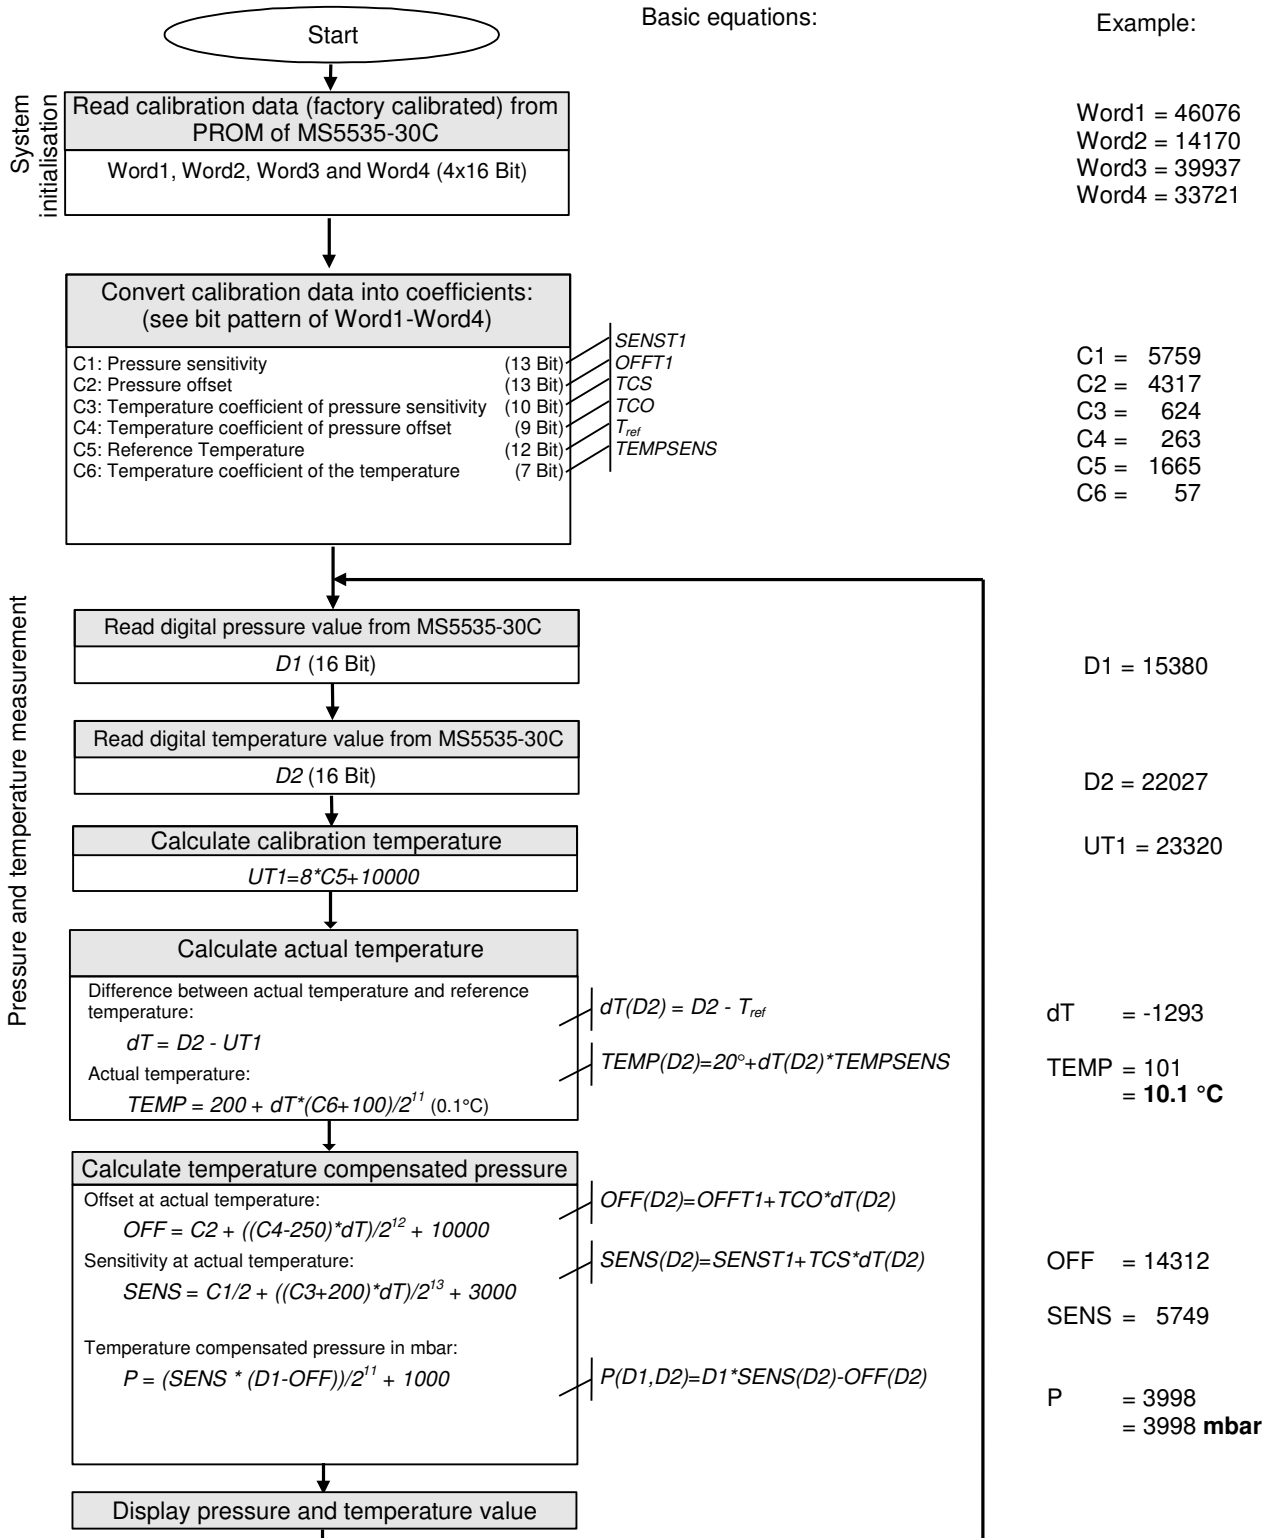 Basic equations:
Example:
Start
System
initialisation
Read calibration data (factory calibrated) from
PROM of MS5535-30C
Word1, Word2, Word3 and Word4 (4x16 Bit)
Word1 = 46076
Word2 = 14170
Word3 = 39937
Word4 = 33721
Convert calibration data into coefficients:
(see bit pattern of Word1-Word4)
C1: Pressure sensitivity (13 Bit) SENST1
C2: Pressure offset (13 Bit) OFFT1
C3: Temperature coefficient of pressure sensitivity (10 Bit) TCS
C4: Temperature coefficient of pressure offset (9 Bit) TCO
C5: Reference Temperature (12 Bit) Tref
C6: Temperature coefficient of the temperature (7 Bit) TEMPSENS
C1 = 5759
C2 = 4317
C3 = 624
C4 = 263
C5 = 1665
C6 = 57
Pressure and temperature measurement
Read digital pressure value from MS5535-30C
D1 (16 Bit)
D1 = 15380
Read digital temperature value from MS5535-30C
D2 (16 Bit)
D2 = 22027
Calculate calibration temperature
UT1=8*C5+10000
UT1 = 23320
Calculate actual temperature
Difference between actual temperature and reference
temperature:
dT = D2 - UT1
dT(D2) = D2 - Tref
dT = -1293
Actual temperature:
TEMP = 200 + dT*(C6+100)/2¹¹ (0.1°C)
TEMP(D2)=20°+dT(D2)*TEMPSENS
TEMP = 101
= 10.1 °C
Calculate temperature compensated pressure
Offset at actual temperature:
OFF = C2 + ((C4-250)*dT)/2¹² + 10000
OFF(D2)=OFFT1+TCO*dT(D2)
OFF = 14312
Sensitivity at actual temperature:
SENS = C1/2 + ((C3+200)*dT)/2¹³ + 3000
SENS(D2)=SENST1+TCS*dT(D2)
SENS = 5749
Temperature compensated pressure in mbar:
P = (SENS * (D1-OFF))/2¹¹ + 1000
P(D1,D2)=D1*SENS(D2)-OFF(D2)
P = 3998
= 3998 mbar
Display pressure and temperature value